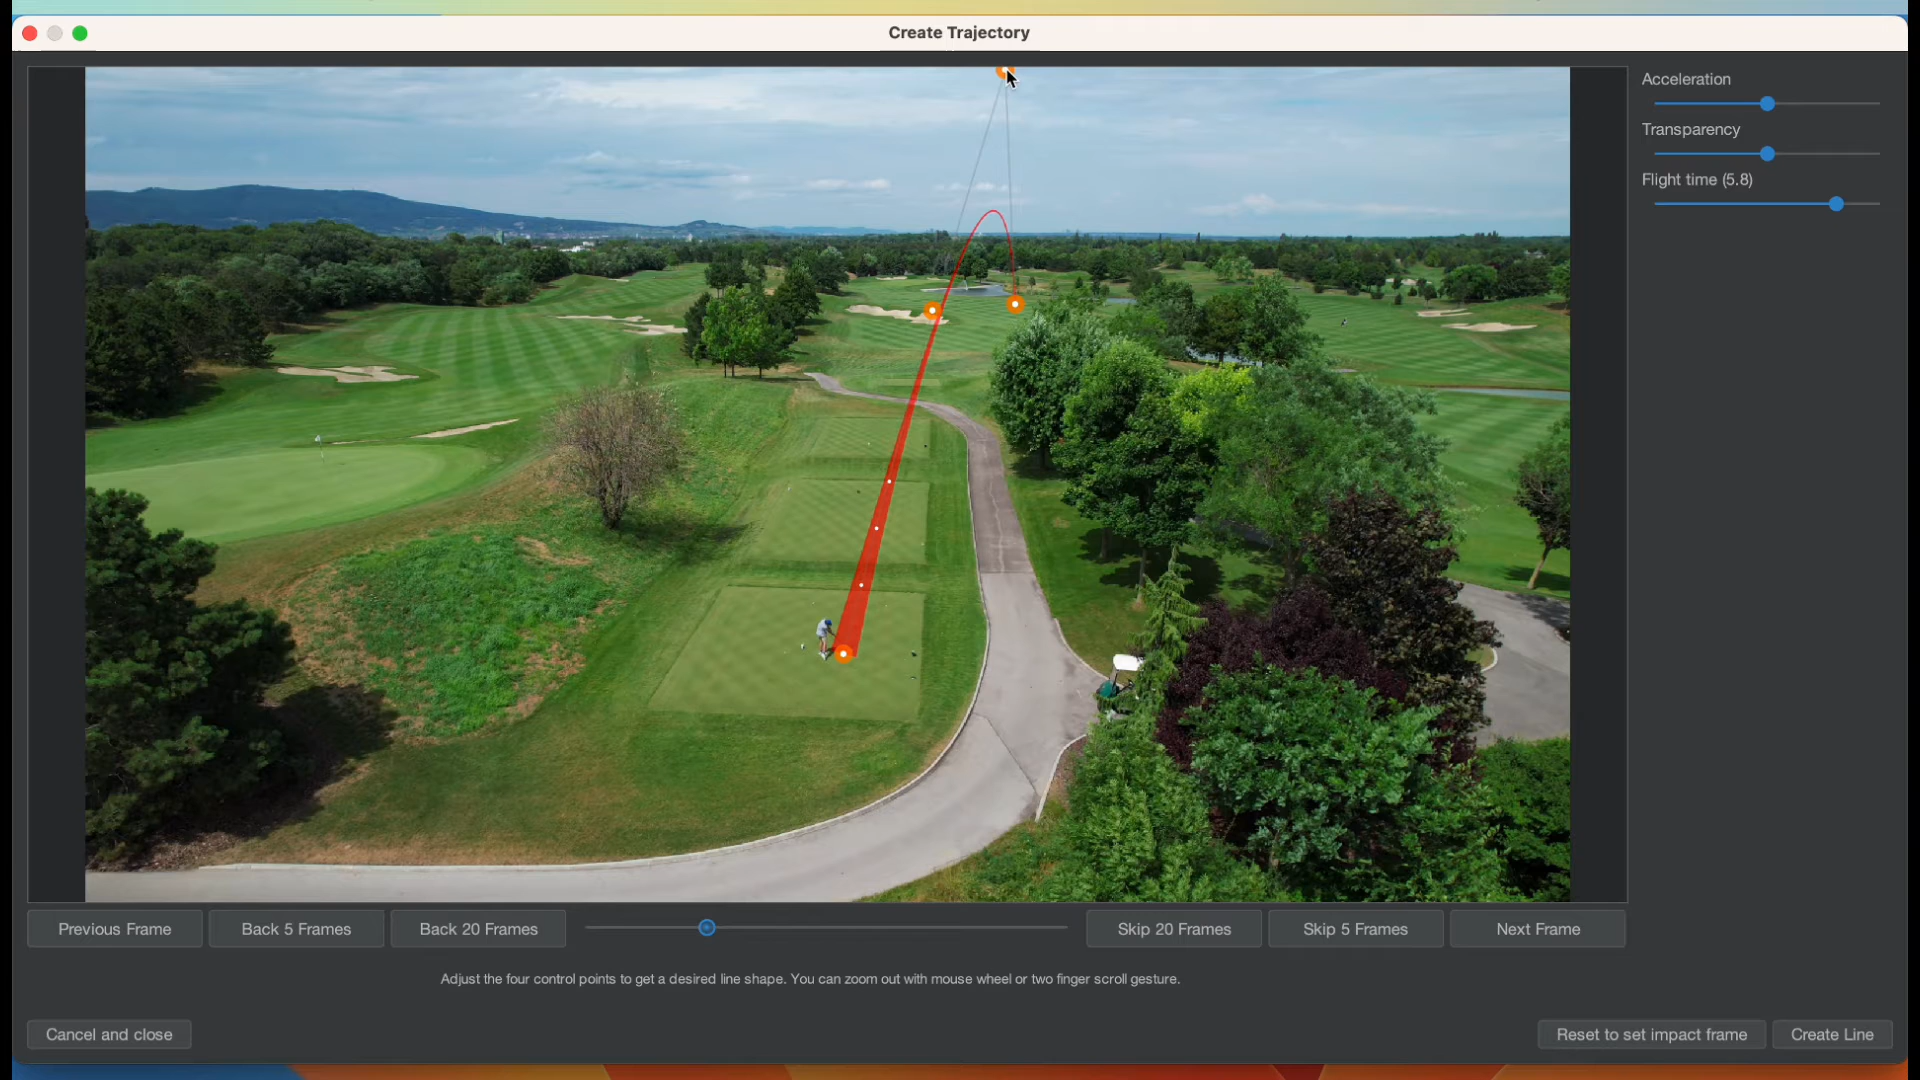 Create Trajectory
Acceleration
Transparency
Flight time (5.8)
Previous Frame
Back 5 Frames
Back 20 Frames
Skip 20 Frames
Skip 5 Frames
Next Frame
Adjust the four control points to get a desired line shape. You can zoom out with mouse wheel or two finger scroll gesture.
Cancel and close
Reset to set impact frame
Create Line